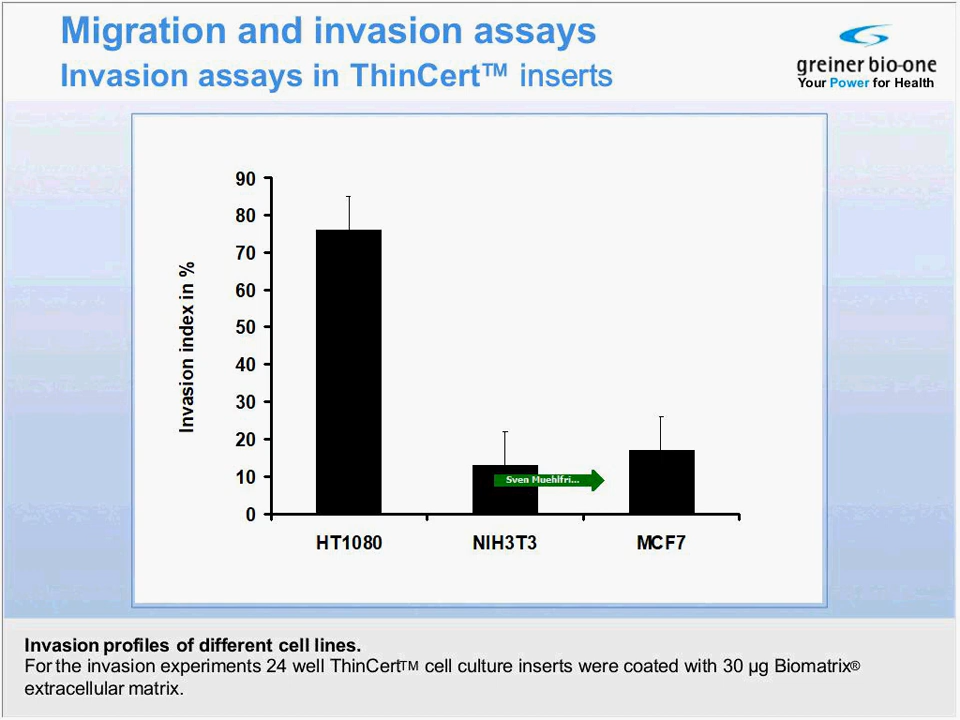 Migration and invasion assays
Invasion assays in ThinCert™ inserts
greiner bio-one
Your Power for Health
90
80
70
60
50
40
30
20
10
0
Invasion index in %
Sven Muehlfri...
HT1080 NIH3T3 MCF7
Invasion profiles of different cell lines.
For the invasion experiments 24 well ThinCert™ cell culture inserts were coated with 30 µg Biomatrix®
extracellular matrix.